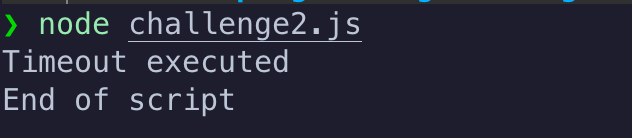 ❯ node challenge2.js
Timeout executed
End of script